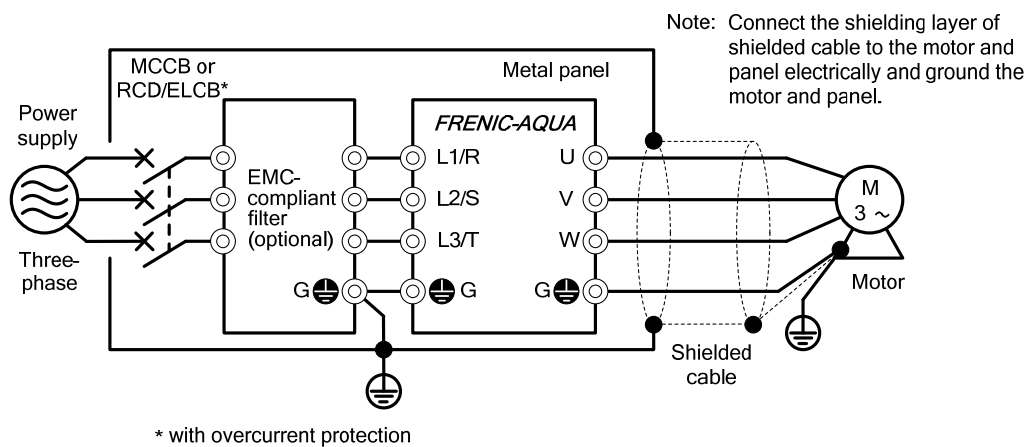 Note: Connect the shielding layer of
shielded cable to the motor and
panel electrically and ground the
motor and panel.
MCCB or
RCD/ELCB*
Metal panel
Power
supply
Three-
phase
EMC-
compliant
filter
(optional)
G
FRENIC-AQUA
L1/R
L2/S
L3/T
G
U
V
W
G
M
3 ~
Motor
Shielded
cable
* with overcurrent protection